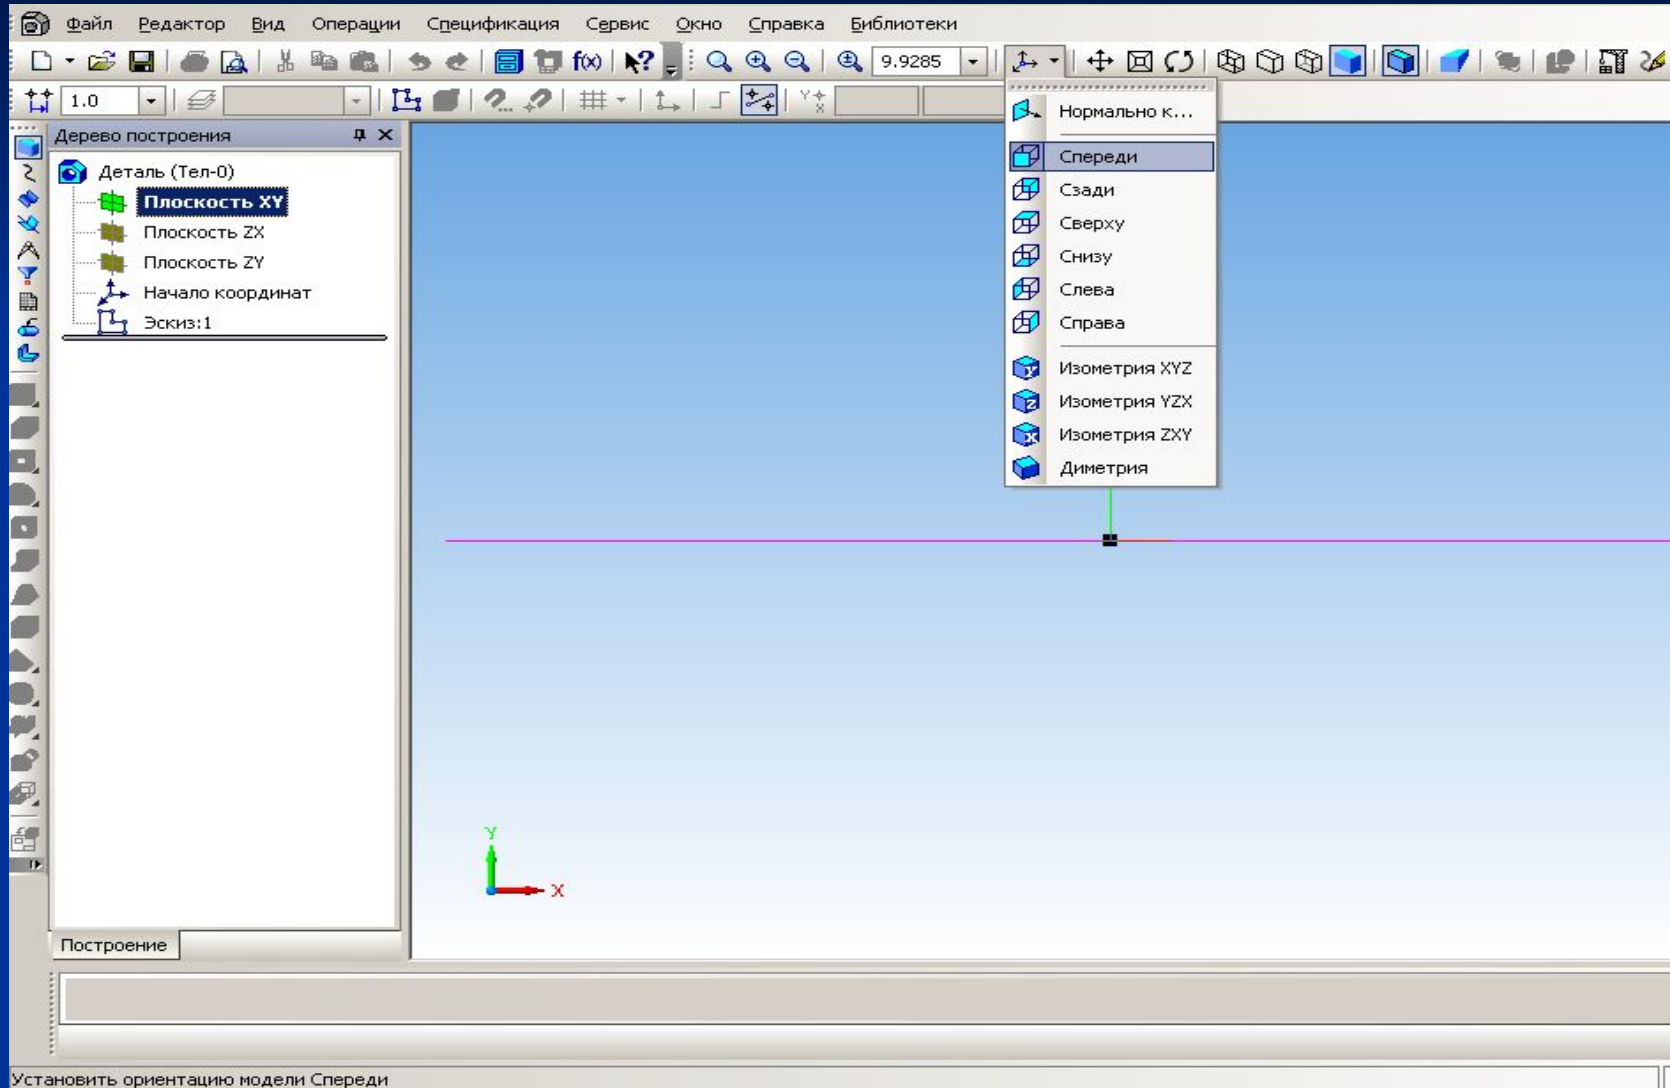 Файл Редактор Вид Операции Спецификация Сервис Окно Справка Библиотеки
f(x) ? 9.9285
1.0
Дерево построения
Деталь (Тел-0)
Плоскость XY
Плоскость ZX
Плоскость ZY
Начало координат
Эскиз:1
Нормально к...
Спереди
Сзади
Сверху
Снизу
Слева
Справа
Изометрия XYZ
Изометрия YZX
Изометрия ZXY
Диметрия
Y
X
Построение
Установить ориентацию модели Спереди